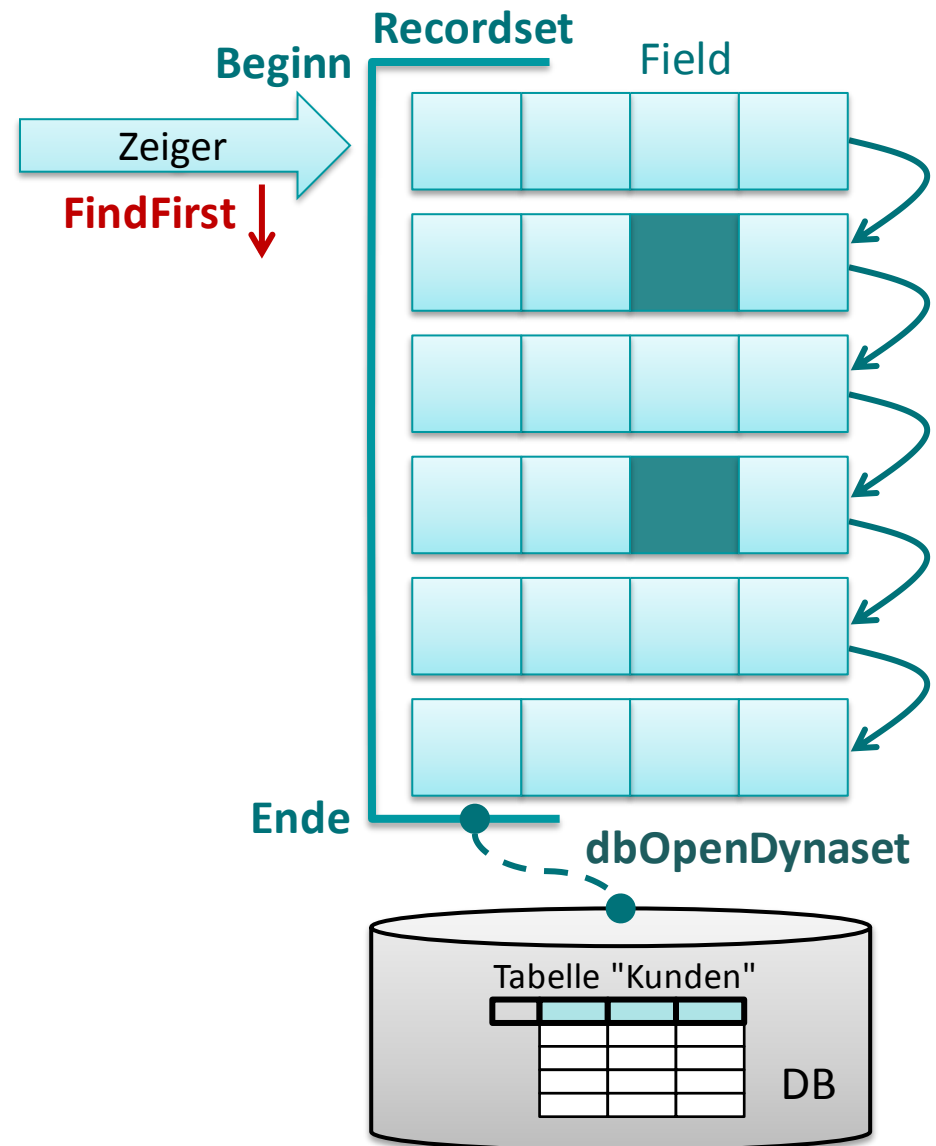 Recordset
Beginn
Field
Zeiger
FindFirst
Ende
dbOpenDynaset
Tabelle "Kunden"
DB